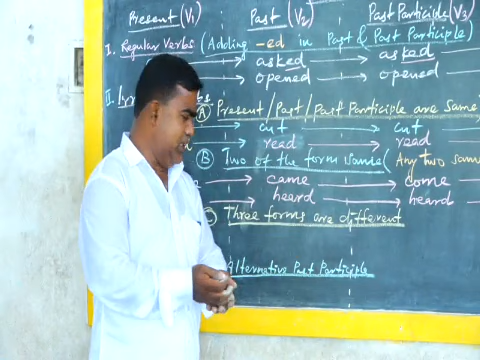 Present (V₁) Past (V₂) Past Participle (V₃)
I. Regular Verbs (Adding -ed in Past & Past Participle)
→ asked → asked
→ opened → opened
II.
(A) Present/Past/Past Participle are same
→ cut → cut
→ read → read
(B) Two of the form same (Any two same
→ came → come
→ heard → heard
Three forms are different
Alternative Past Participle